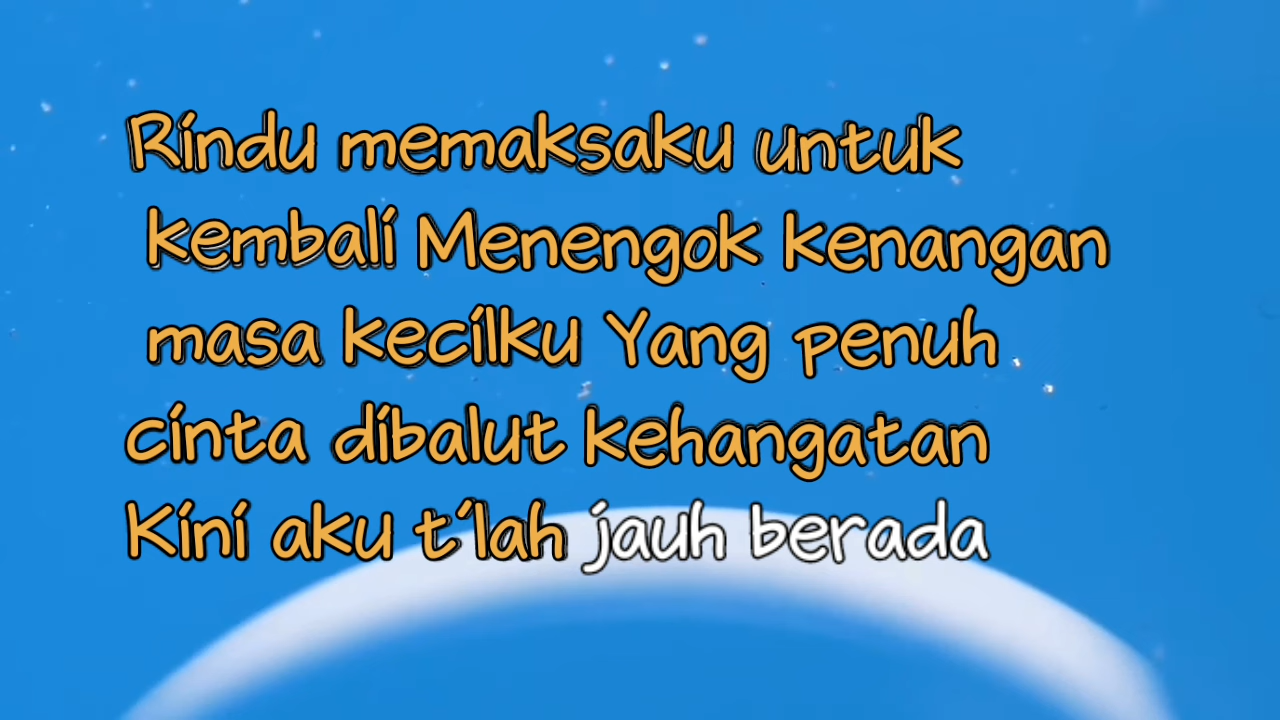 Rindu memaksaku untuk
kembali Menengok kenangan
masa kecilku Yang penuh
cinta dibalut kehangatan
Kini aku t'lah jauh berada